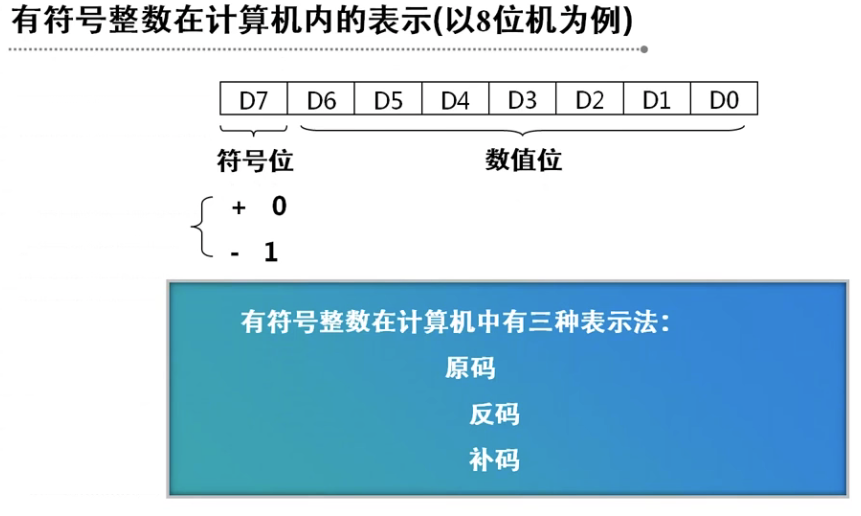 有符号整数在计算机内的表示(以8位机为例)
D7 D6 D5 D4 D3 D2 D1 D0
符号位 数值位
+ 0
- 1
有符号整数在计算机中有三种表示法：
原码
反码
补码